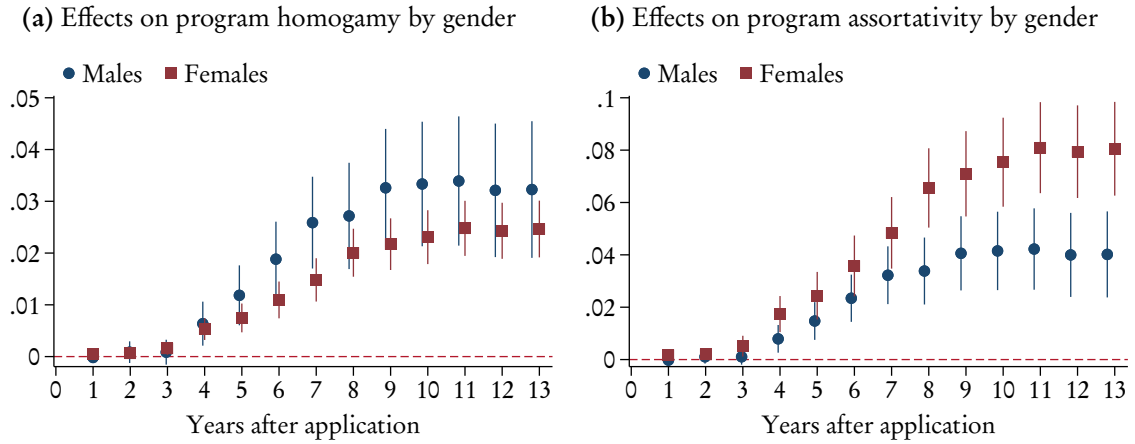 (a) Effects on program homogamy by gender
Males Females
.05
.04
.03
.02
.01
0
0 1 2 3 4 5 6 7 8 9 10 11 12 13
Years after application
(b) Effects on program assortativity by gender
Males Females
.1
.08
.06
.04
.02
0
0 1 2 3 4 5 6 7 8 9 10 11 12 13
Years after application